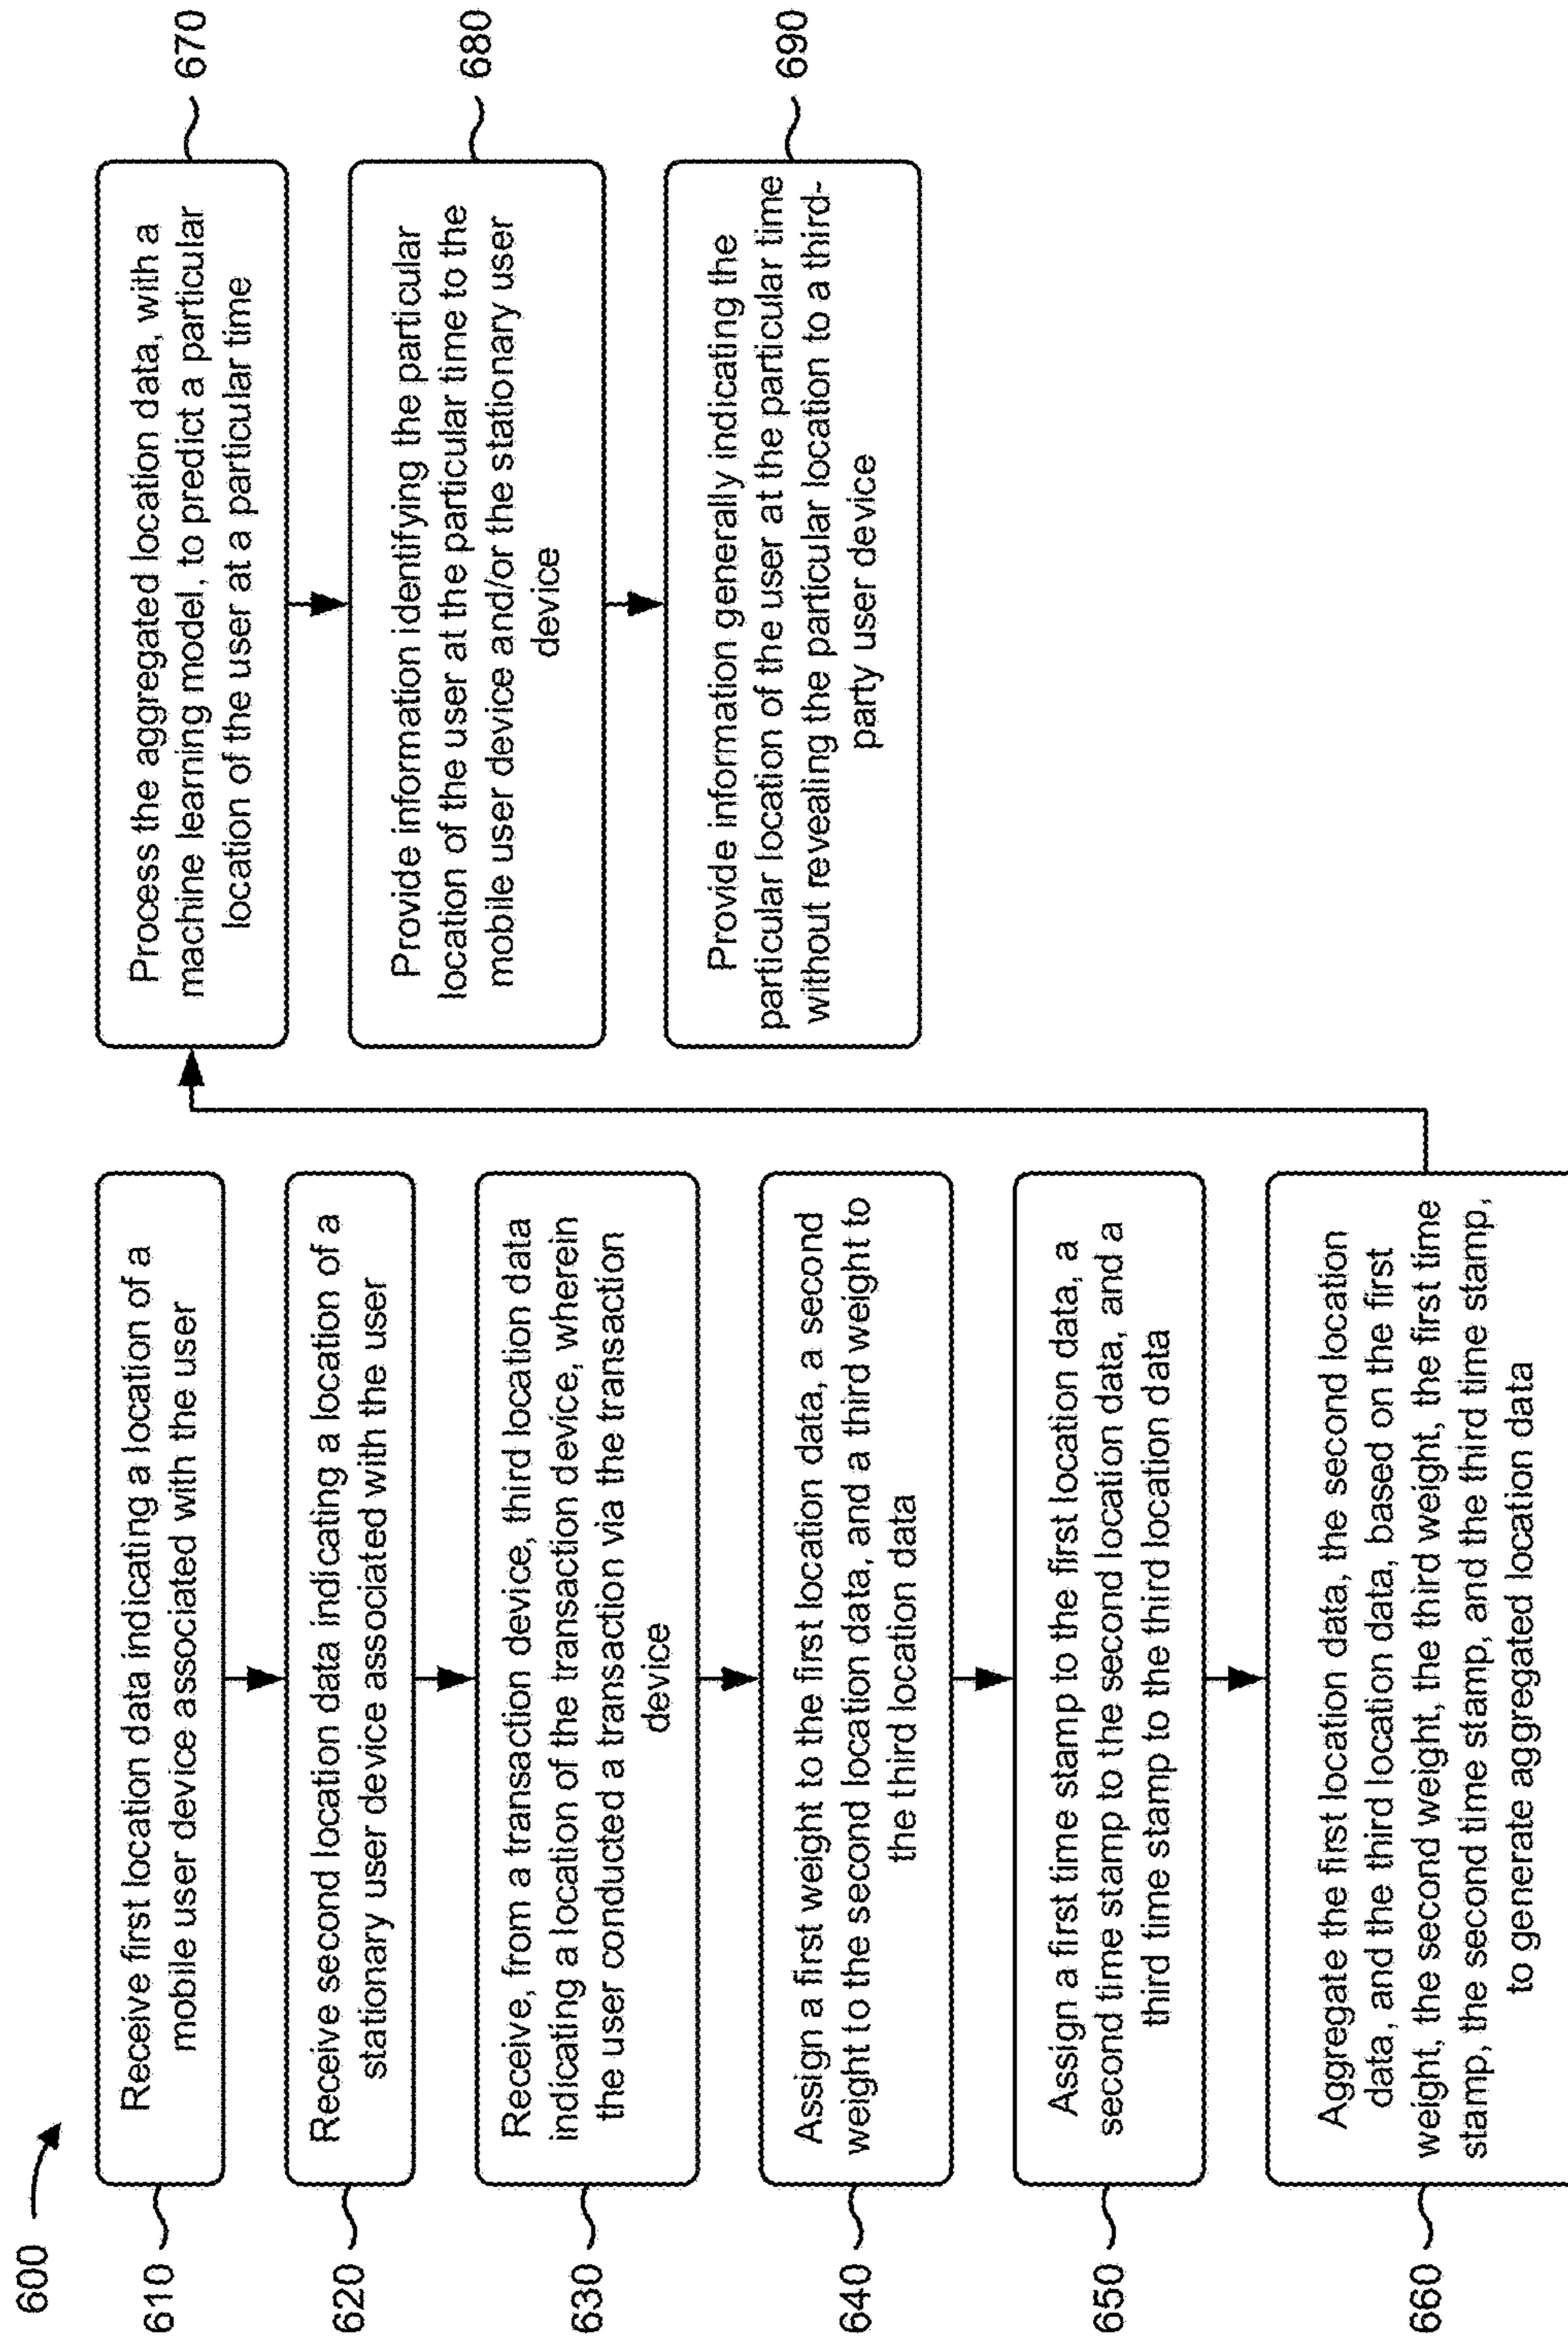 600
610
Receive first location data indicating a location of a
mobile user device associated with the user
620
Receive second location data indicating a location of a
stationary user device associated with the user
630
Receive, from a transaction device, third location data
indicating a location of the transaction device, wherein
the user conducted a transaction via the transaction
device
640
Assign a first weight to the first location data, a second
weight to the second location data, and a third weight to
the third location data
650
Assign a first time stamp to the first location data, a
second time stamp to the second location data, and a
third time stamp to the third location data
660
Aggregate the first location data, the second location
data, and the third location data, based on the first
weight, the second weight, the third weight, the first time
stamp, the second time stamp, and the third time stamp,
to generate aggregated location data
670
Process the aggregated location data, with a
machine learning model, to predict a particular
location of the user at a particular time
680
Provide information identifying the particular
location of the user at the particular time to the
mobile user device and/or the stationary user
device
690
Provide information generally indicating the
particular location of the user at the particular time
without revealing the particular location to a third-
party user device